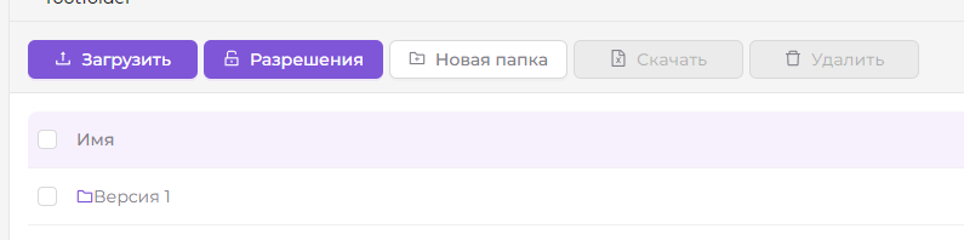 Загрузить Разрешения Новая папка Скачать Удалить
Имя
Версия 1